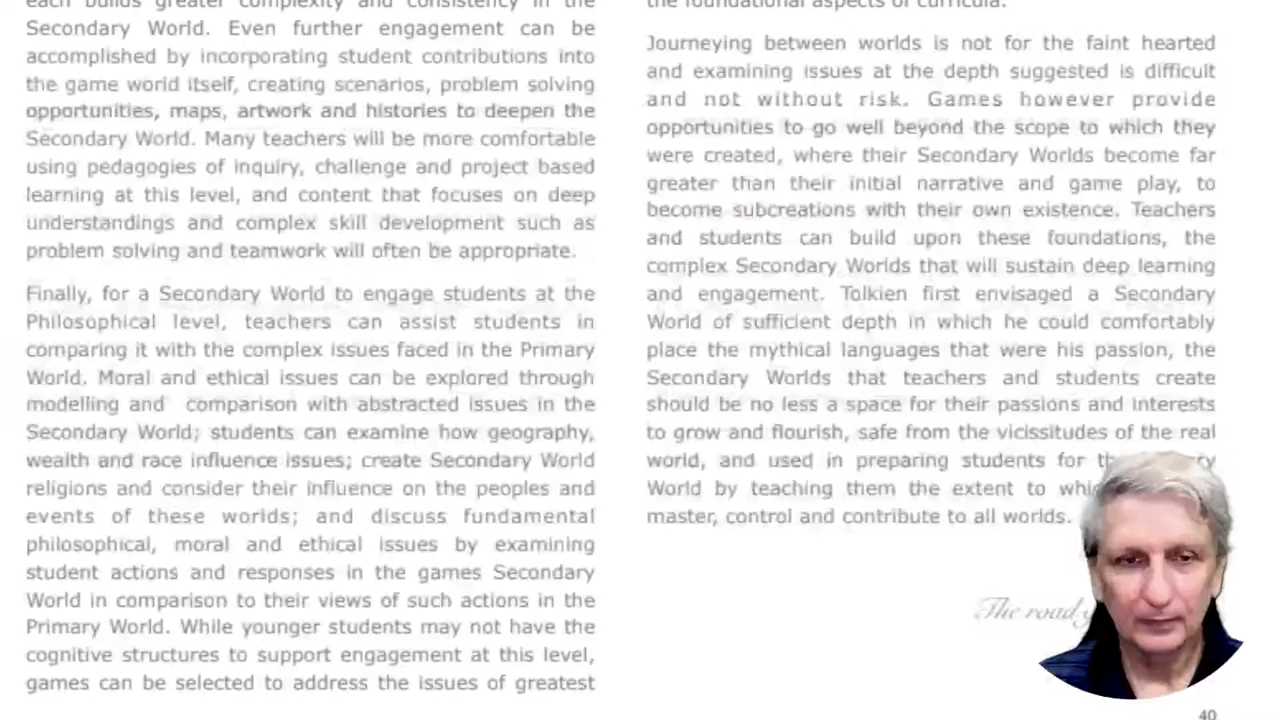 each builds greater complexity and consistency in the
Secondary World. Even further engagement can be
accomplished by incorporating student contributions into
the game world itself, creating scenarios, problem solving
opportunities, maps, artwork and histories to deepen the
Secondary World. Many teachers will be more comfortable
using pedagogies of inquiry, challenge and project based
learning at this level, and content that focuses on deep
understandings and complex skill development such as
problem solving and teamwork will often be appropriate.
Finally, for a Secondary World to engage students at the
Philosophical level, teachers can assist students in
comparing it with the complex issues faced in the Primary
World. Moral and ethical issues can be explored through
modelling and comparison with abstracted issues in the
Secondary World; students can examine how geography,
wealth and race influence issues; create Secondary World
religions and consider their influence on the peoples and
events of these worlds; and discuss fundamental
philosophical, moral and ethical issues by examining
student actions and responses in the games Secondary
World in comparison to their views of such actions in the
Primary World. While younger students may not have the
cognitive structures to support engagement at this level,
games can be selected to address the issues of greatest
the foundational aspects of curricula.
Journeying between worlds is not for the faint hearted
and examining issues at the depth suggested is difficult
and not without risk. Games however provide
opportunities to go well beyond the scope to which they
were created, where their Secondary Worlds become far
greater than their initial narrative and game play, to
become subcreations with their own existence. Teachers
and students can build upon these foundations, the
complex Secondary Worlds that will sustain deep learning
and engagement. Tolkien first envisaged a Secondary
World of sufficient depth in which he could comfortably
place the mythical languages that were his passion, the
Secondary Worlds that teachers and students create
should be no less a space for their passions and interests
to grow and flourish, safe from the vicissitudes of the real
world, and used in preparing students for
World by teaching them the extent to
master, control and contribute to all worlds.
The road
40